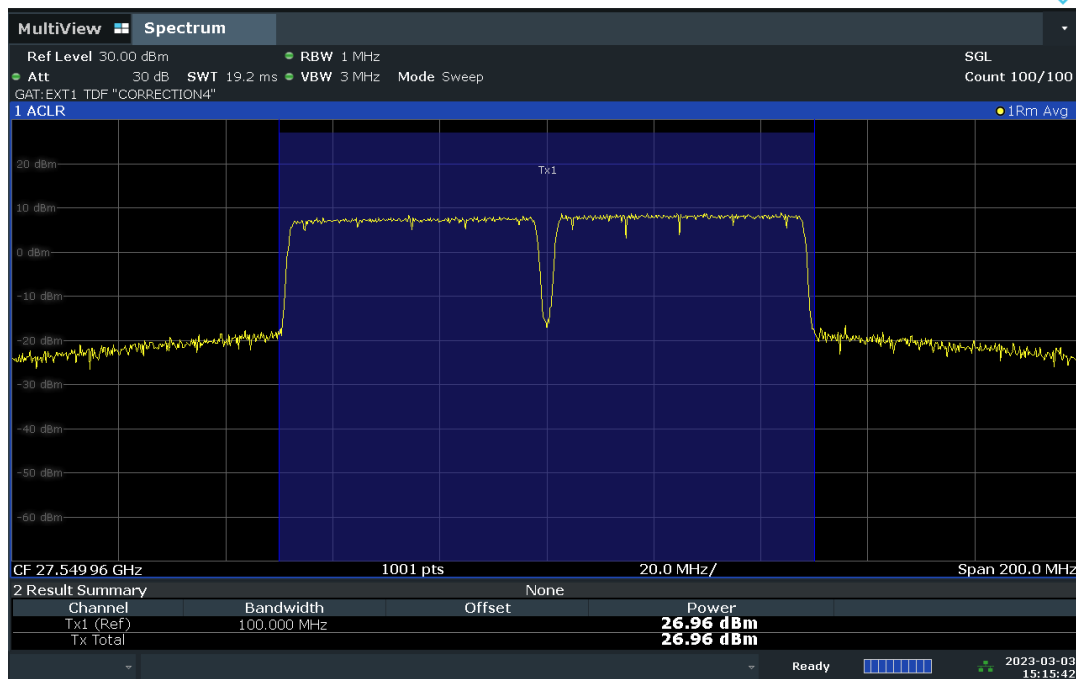 MultiView Spectrum
Ref Level 30.00 dBm RBW 1 MHz SGL
Att 30 dB SWT 19.2 ms VBW 3 MHz Mode Sweep Count 100/100
GAT:EXT1 TDF "CORRECTION4"
1 ACLR 1Rm Avg
Tx1
20 dBm
10 dBm
0 dBm
-10 dBm
-20 dBm
-30 dBm
-40 dBm
-50 dBm
-60 dBm
CF 27.549 96 GHz 1001 pts 20.0 MHz/ Span 200.0 MHz
2 Result Summary None
Channel Bandwidth Offset Power
Tx1 (Ref) 100.000 MHz 26.96 dBm
Tx Total 26.96 dBm
Ready 2023-03-03
15:15:42